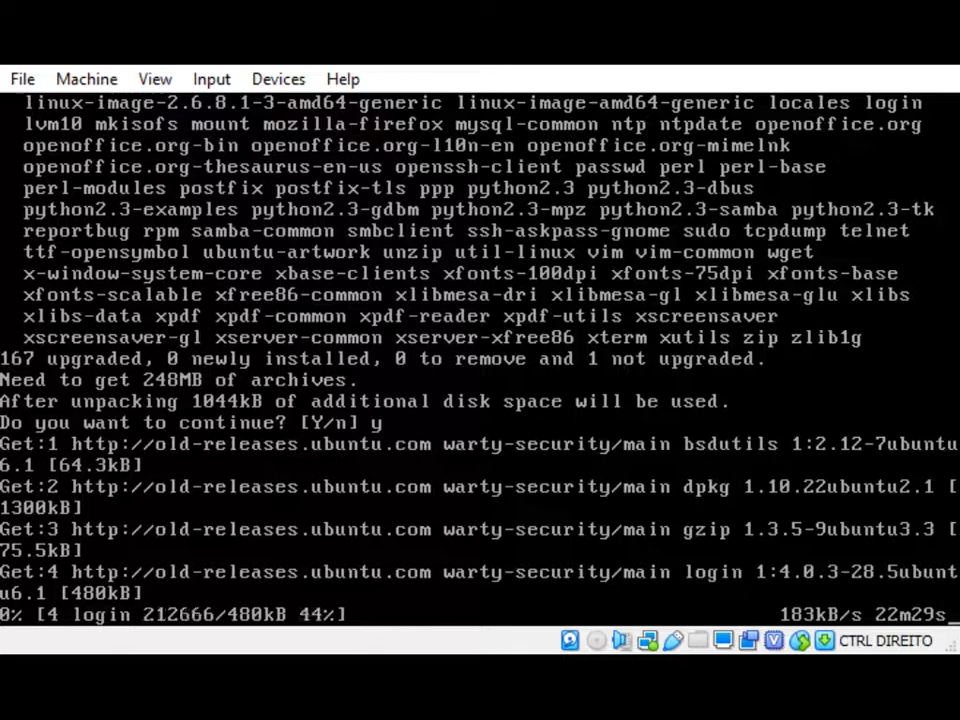 File Machine View Input Devices Help
linux-image-2.6.8.1-3-amd64-generic linux-image-amd64-generic locales login
lvm10 mkisofs mount mozilla-firefox mysql-common ntp ntpdate openoffice.org
openoffice.org-bin openoffice.org-l10n-en openoffice.org-mimelnk
openoffice.org-thesaurus-en-us openssh-client passwd perl perl-base
perl-modules postfix postfix-tls ppp python2.3 python2.3-dbus
python2.3-examples python2.3-gdbm python2.3-mpz python2.3-samba python2.3-tk
reportbug rpm samba-common smbclient ssh-askpass-gnome sudo tcpdump telnet
ttf-opensymbol ubuntu-artwork unzip util-linux vim vim-common wget
x-window-system-core xbase-clients xfonts-100dpi xfonts-75dpi xfonts-base
xfonts-scalable xfree86-common xlibmesa-dri xlibmesa-gl xlibmesa-glu xlibs
xlibs-data xpdf xpdf-common xpdf-reader xpdf-utils xscreensaver
xscreensaver-gl xserver-common xserver-xfree86 xterm xutils zip zlib1g
167 upgraded, 0 newly installed, 0 to remove and 1 not upgraded.
Need to get 248MB of archives.
After unpacking 1044kB of additional disk space will be used.
Do you want to continue? [Y/n] y
Get:1 http://old-releases.ubuntu.com warty-security/main bsdutils 1:2.12-7ubuntu
6.1 [64.3kB]
Get:2 http://old-releases.ubuntu.com warty-security/main dpkg 1.10.22ubuntu2.1 [
1300kB]
Get:3 http://old-releases.ubuntu.com warty-security/main gzip 1.3.5-9ubuntu3.3 [
75.5kB]
Get:4 http://old-releases.ubuntu.com warty-security/main login 1:4.0.3-28.5ubunt
u6.1 [480kB]
0% [4 login 212666/480kB 44%] 183kB/s 22m29s_
CTRL DIREITO